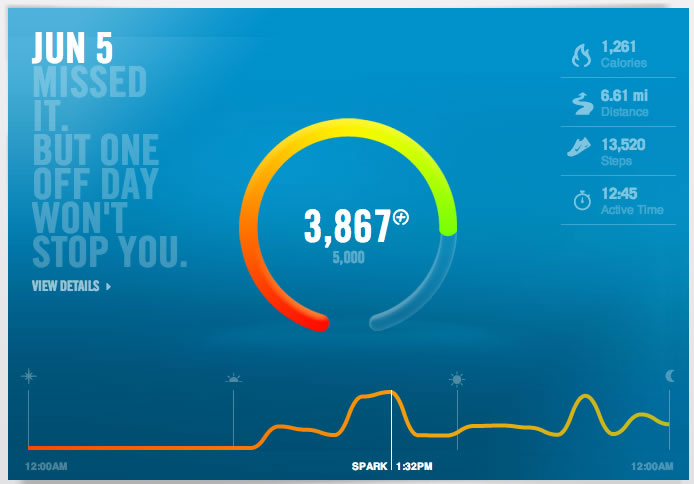 JUN 5
MISSED
IT.
BUT ONE
OFF DAY
WON'T
STOP YOU.
VIEW DETAILS
3,867
5,000
1,261
Calories
6.61 mi
Distance
13,520
Steps
12:45
Active Time
12:00AM
SPARK 1:32PM
12:00AM